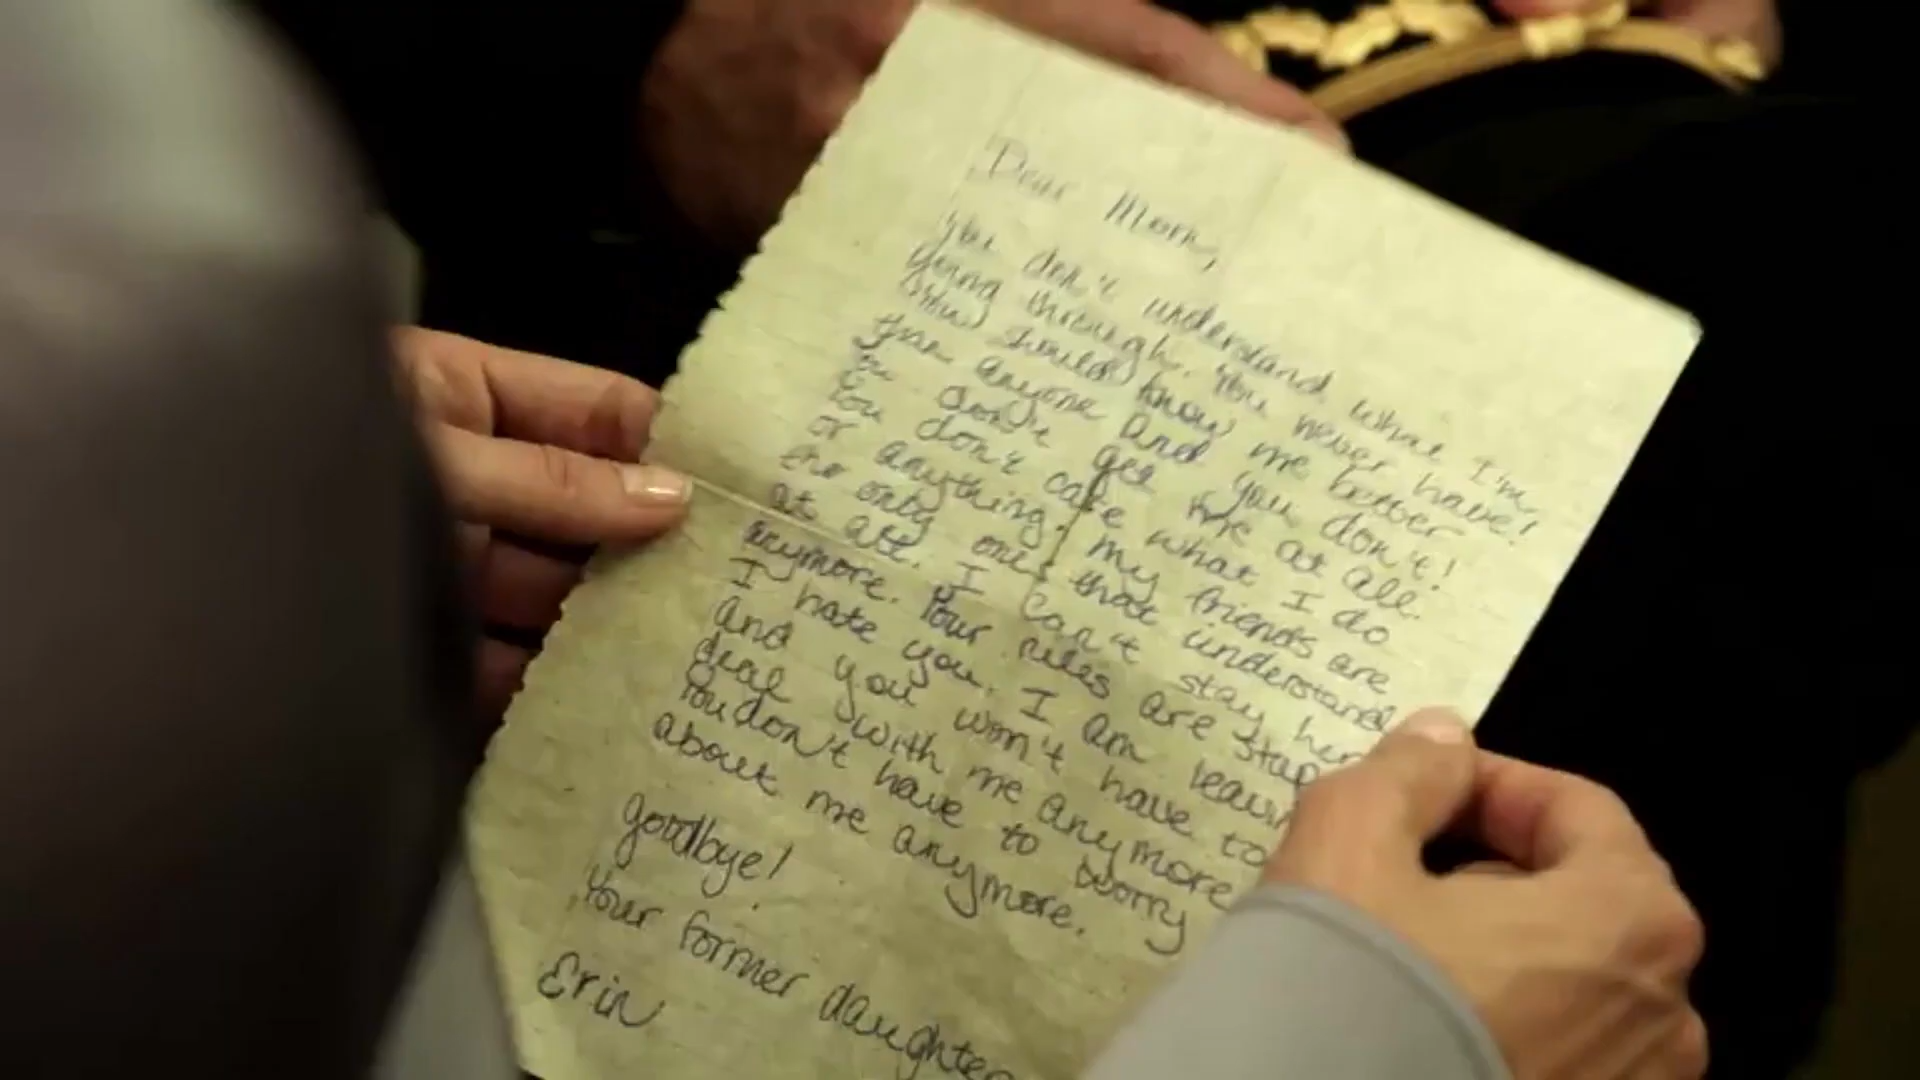 Dear Mom,
You don't understand what I'm
going through. You never have!
You should know me better
than anyone and you don't!
You don't get me at all.
You don't care what I do
or anything. My friends are
the only ones that understand
at all. I can't stay here
anymore. Your rules are stup
I hate you. I am leavin
and you won't have to
deal with me anymore
You don't have to worry
about me anymore.
goodbye!
Your former daughter
Erin